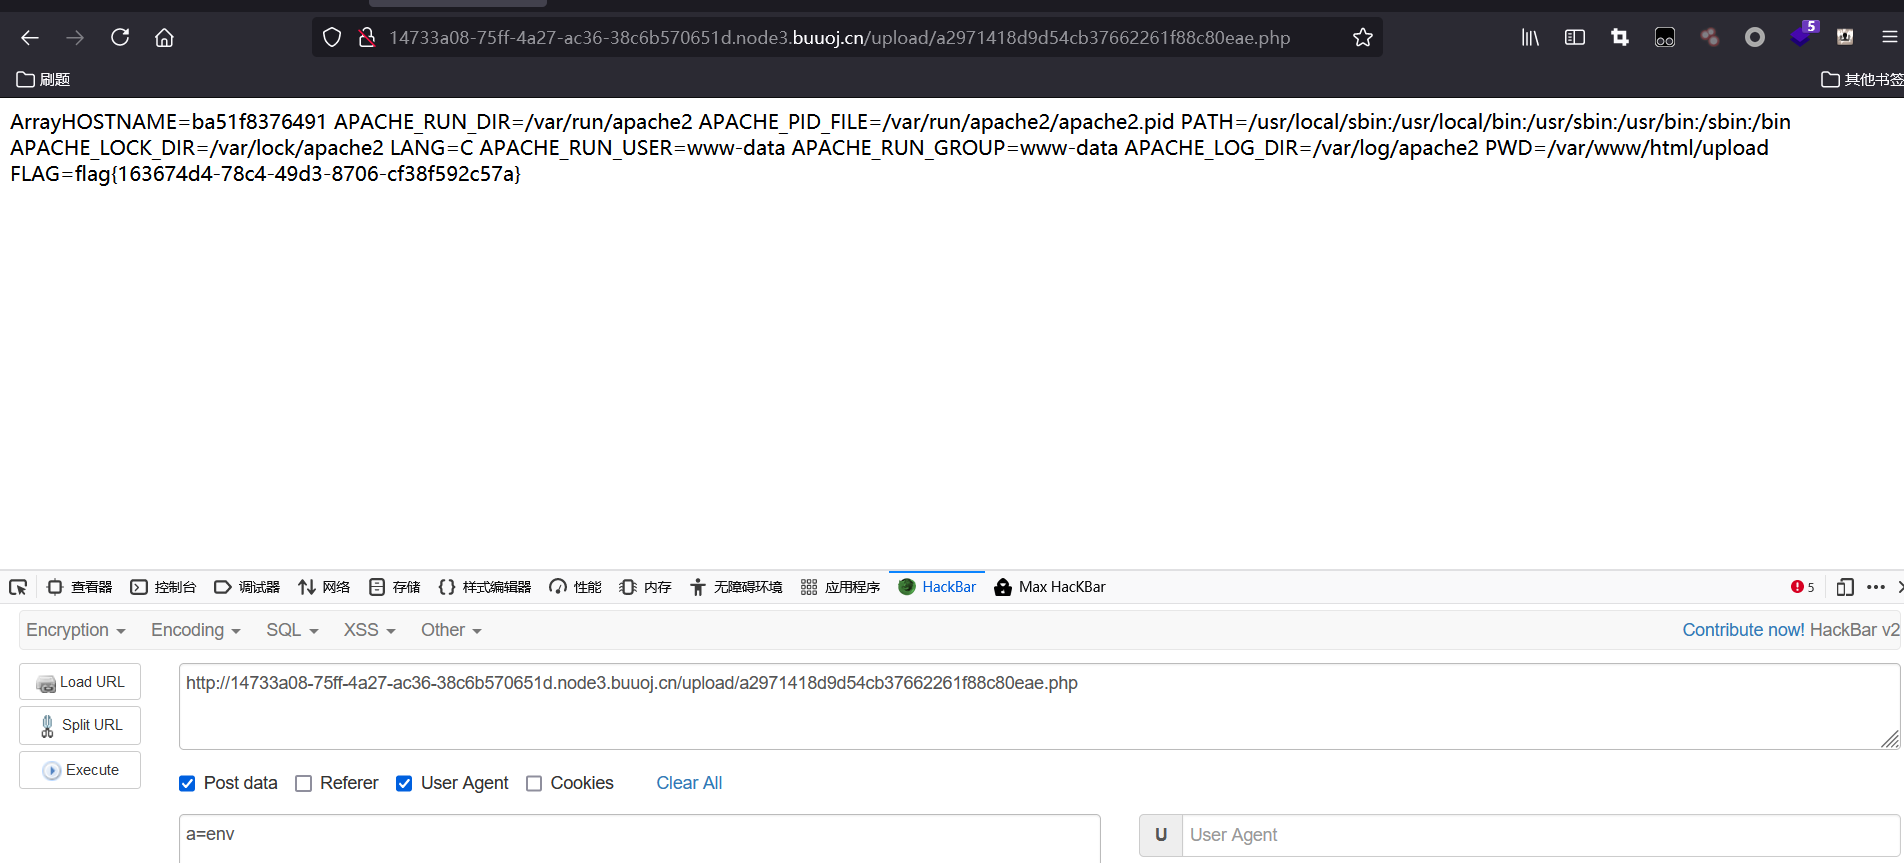 14733a08-75ff-4a27-ac36-38c6b570651d.node3.buuoj.cn/upload/a2971418d9d54cb37662261f88c80eae.php
5
刷题
其他书签
ArrayHOSTNAME=ba51f8376491 APACHE_RUN_DIR=/var/run/apache2 APACHE_PID_FILE=/var/run/apache2/apache2.pid PATH=/usr/local/sbin:/usr/local/bin:/usr/sbin:/usr/bin:/sbin:/bin
APACHE_LOCK_DIR=/var/lock/apache2 LANG=C APACHE_RUN_USER=www-data APACHE_RUN_GROUP=www-data APACHE_LOG_DIR=/var/log/apache2 PWD=/var/www/html/upload
FLAG=flag{163674d4-78c4-49d3-8706-cf38f592c57a}
查看器 控制台 调试器 网络 存储 样式编辑器 性能 内存 无障碍环境 应用程序 HackBar Max HacKBar 5
Encryption Encoding SQL XSS Other Contribute now! HackBar v2
Load URL
http://14733a08-75ff-4a27-ac36-38c6b570651d.node3.buuoj.cn/upload/a2971418d9d54cb37662261f88c80eae.php
Split URL
Execute
Post data Referer User Agent Cookies Clear All
a=env
U User Agent